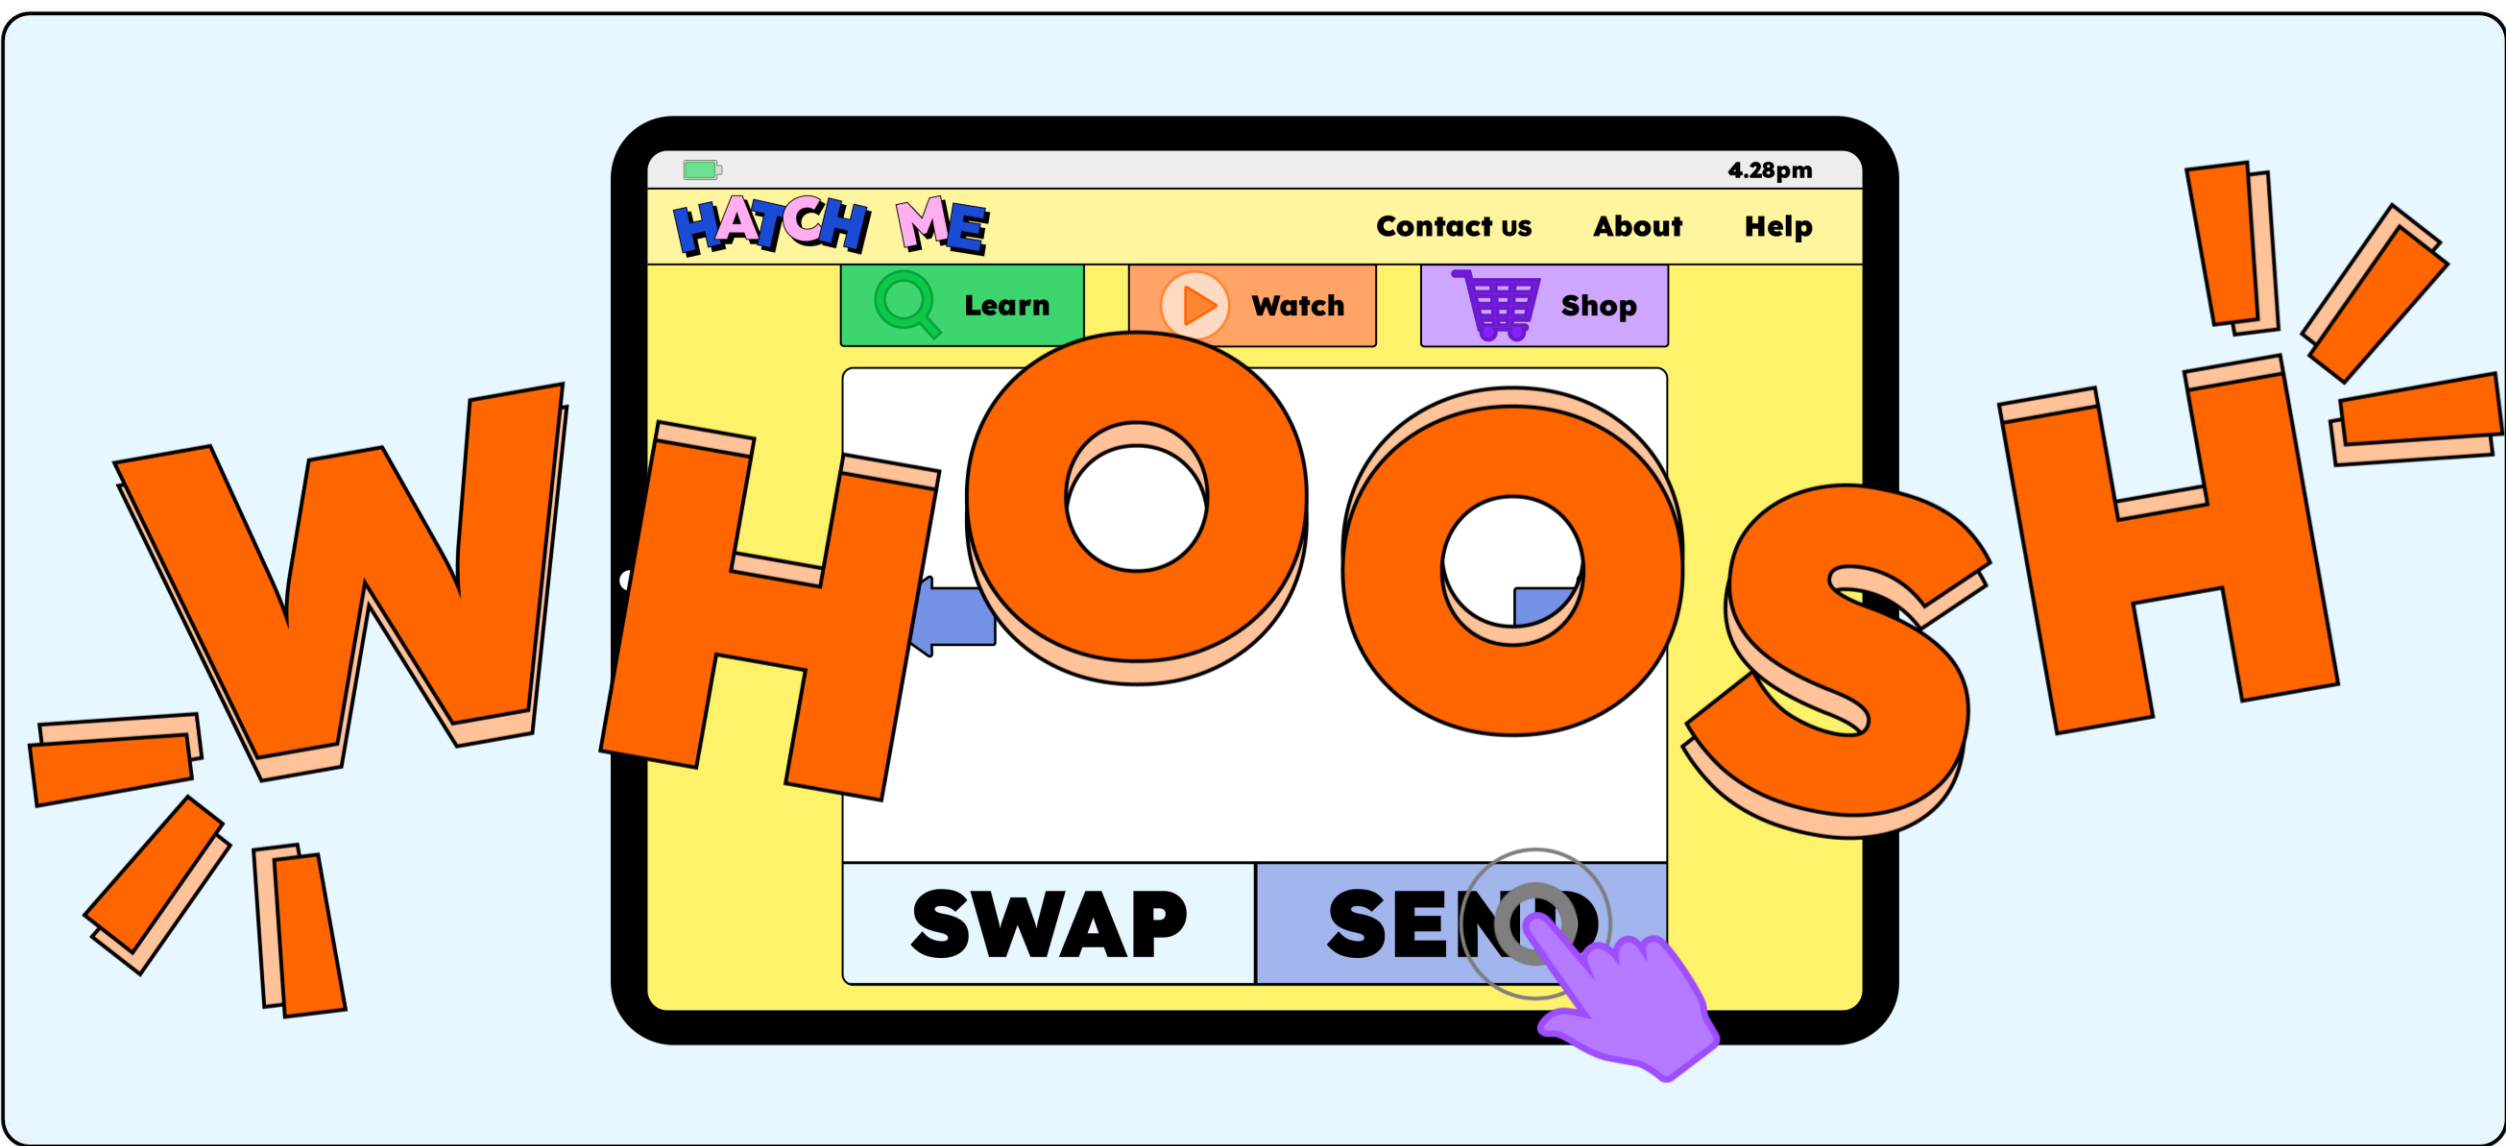 4.28pm
HATCH ME
Contact us About Help
Learn Watch Shop
WHOOSH
SWAP SEND